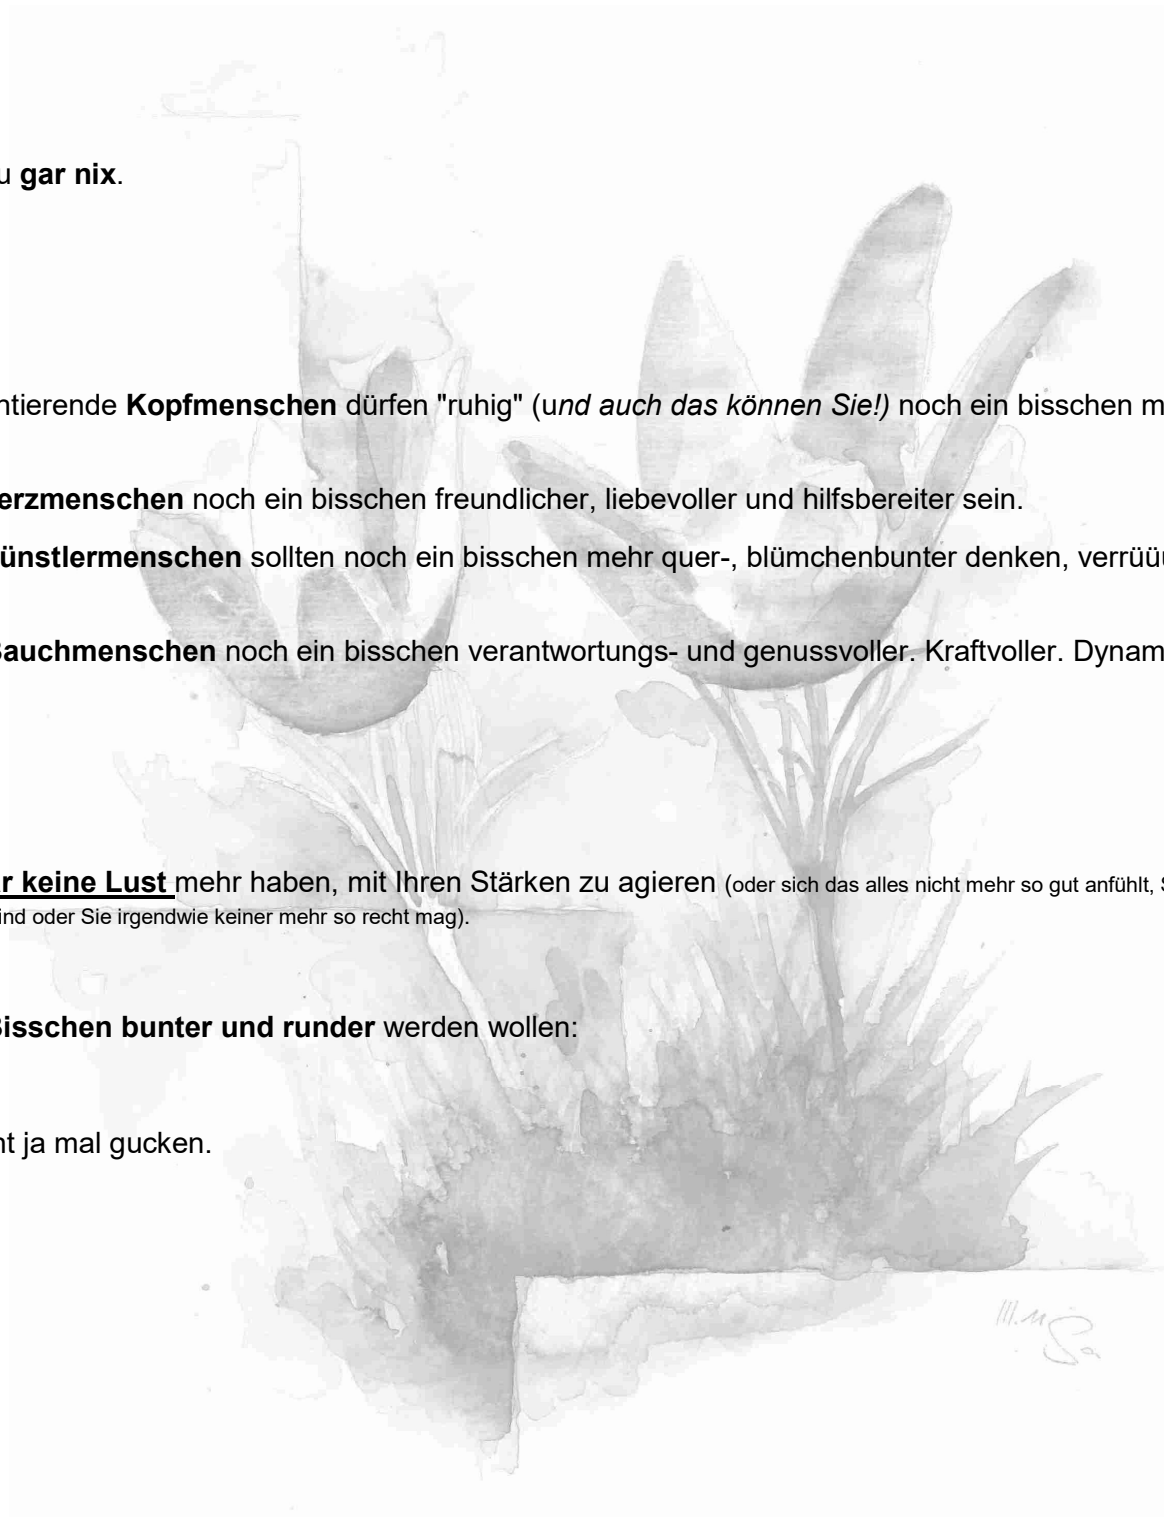 u gar nix.
ntierende Kopfmenschen dürfen "ruhig" (und auch das können Sie!) noch ein bisschen m
erzmenschen noch ein bisschen freundlicher, liebevoller und hilfsbereiter sein.
ünstlermenschen sollten noch ein bisschen mehr quer-, blümchenbunter denken, verrüü
Bauchmenschen noch ein bisschen verantwortungs- und genussvoller. Kraftvoller. Dynam
r keine Lust mehr haben, mit Ihren Stärken zu agieren (oder sich das alles nicht mehr so gut anfühlt, S
ind oder Sie irgendwie keiner mehr so recht mag).
Bisschen bunter und runder werden wollen:
nt ja mal gucken.